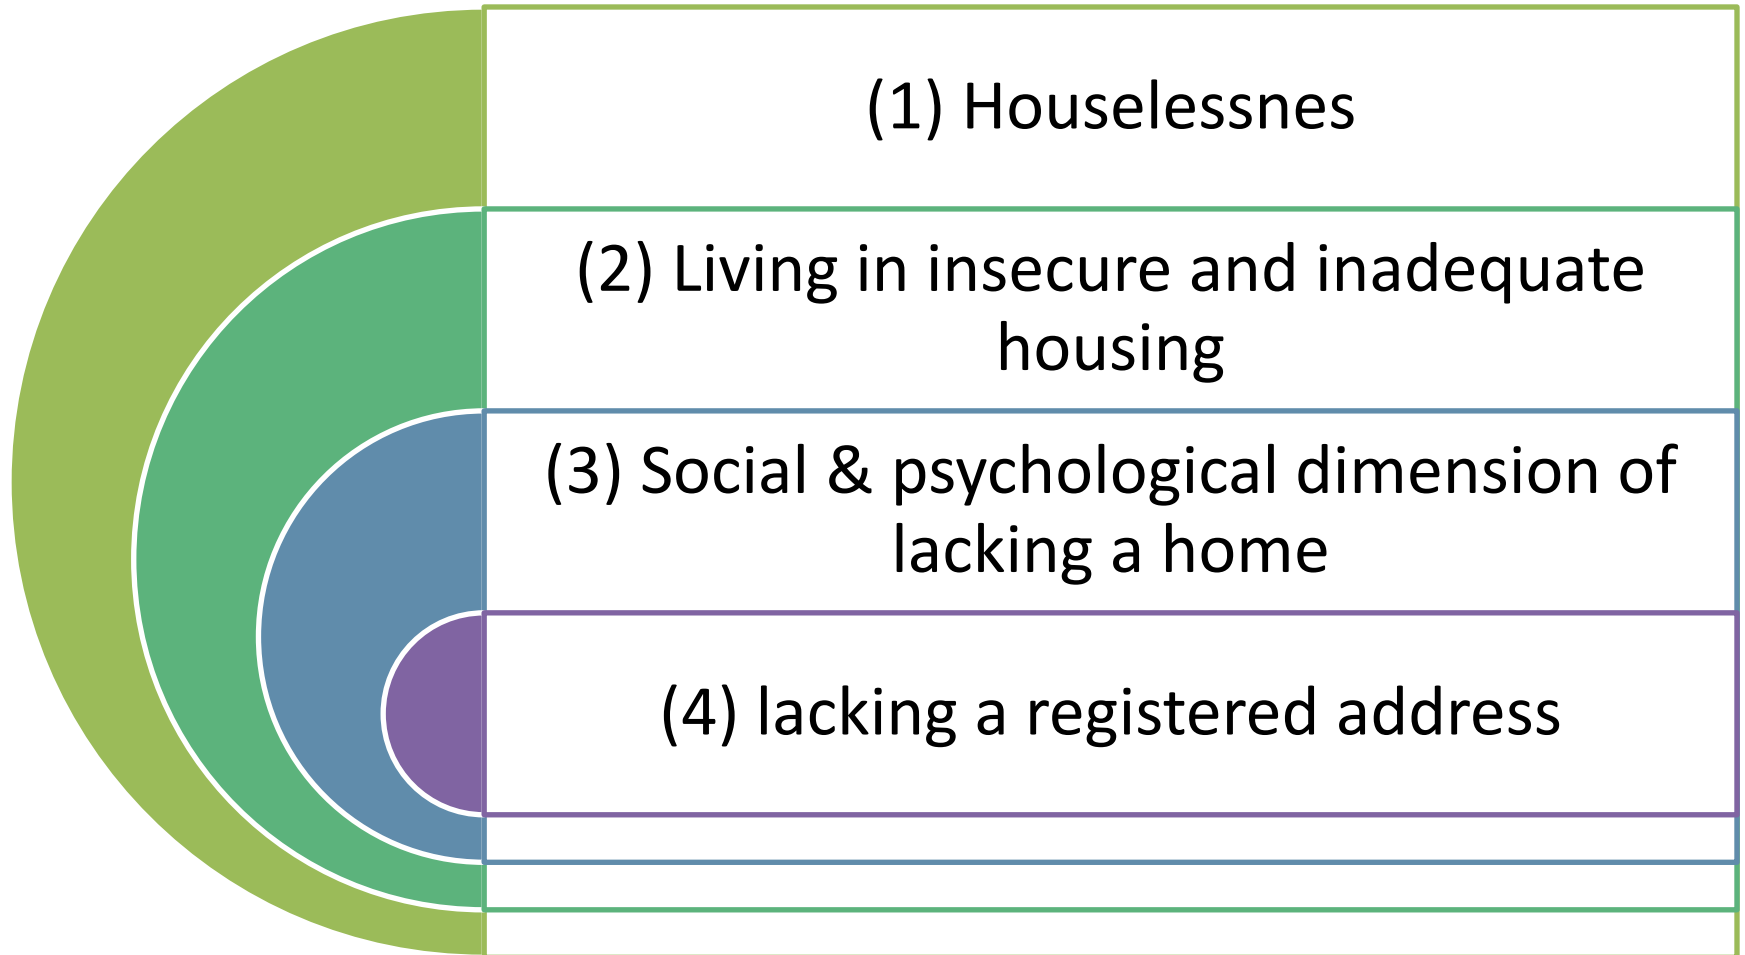 (1) Houselessnes
(2) Living in insecure and inadequate
housing
(3) Social & psychological dimension of
lacking a home
(4) lacking a registered address